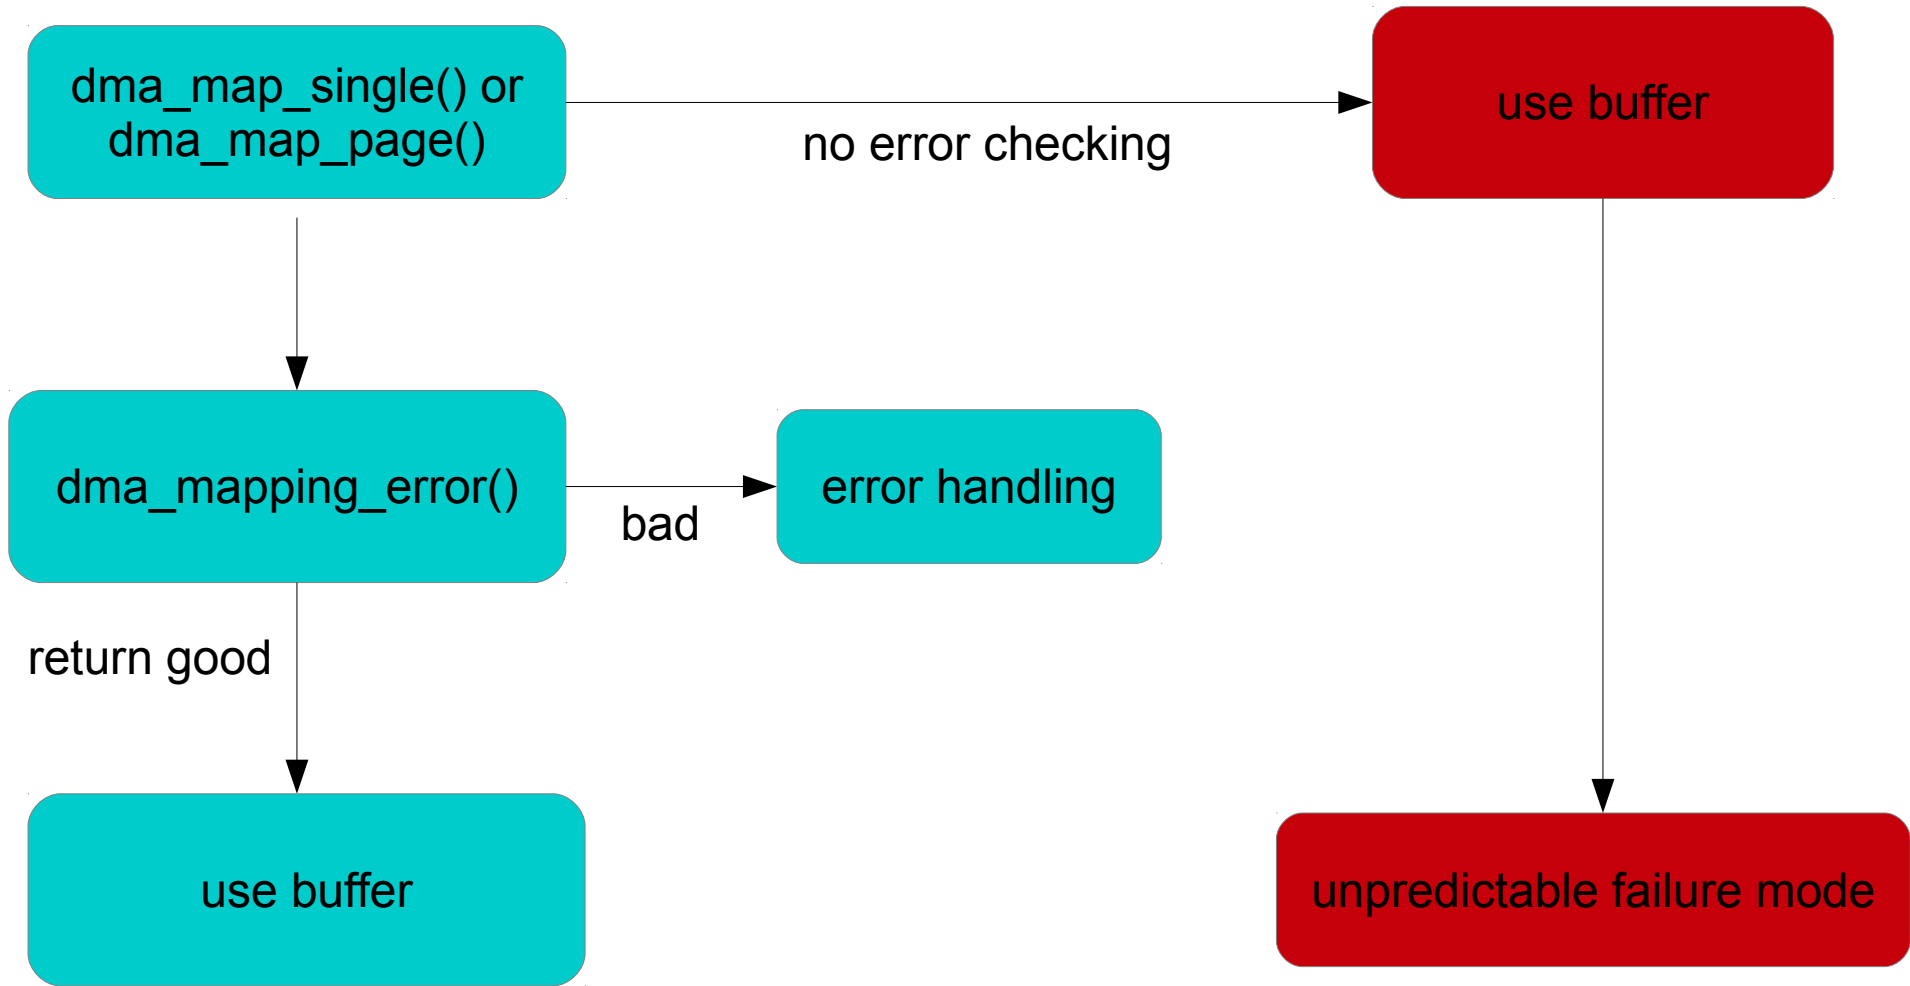 dma_map_single() or
dma_map_page()
no error checking
use buffer
dma_mapping_error()
bad
error handling
return good
use buffer
unpredictable failure mode